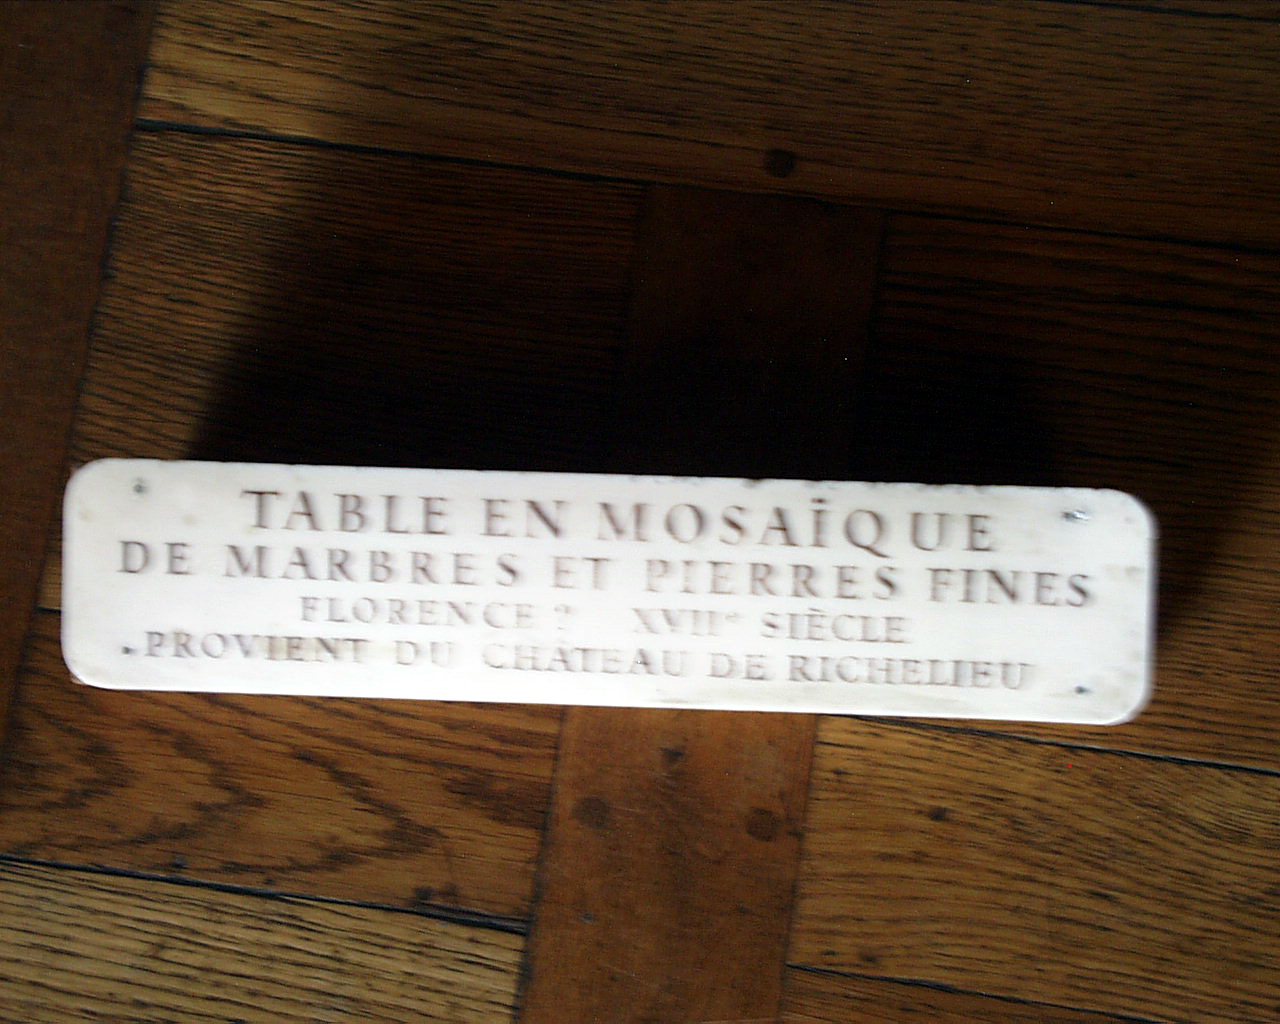 TABLE EN MOSAÏQUE
DE MARBRES ET PIERRES FINES
FLORENCE ? XVIIe SIÈCLE
PROVIENT DU CHÂTEAU DE RICHELIEU